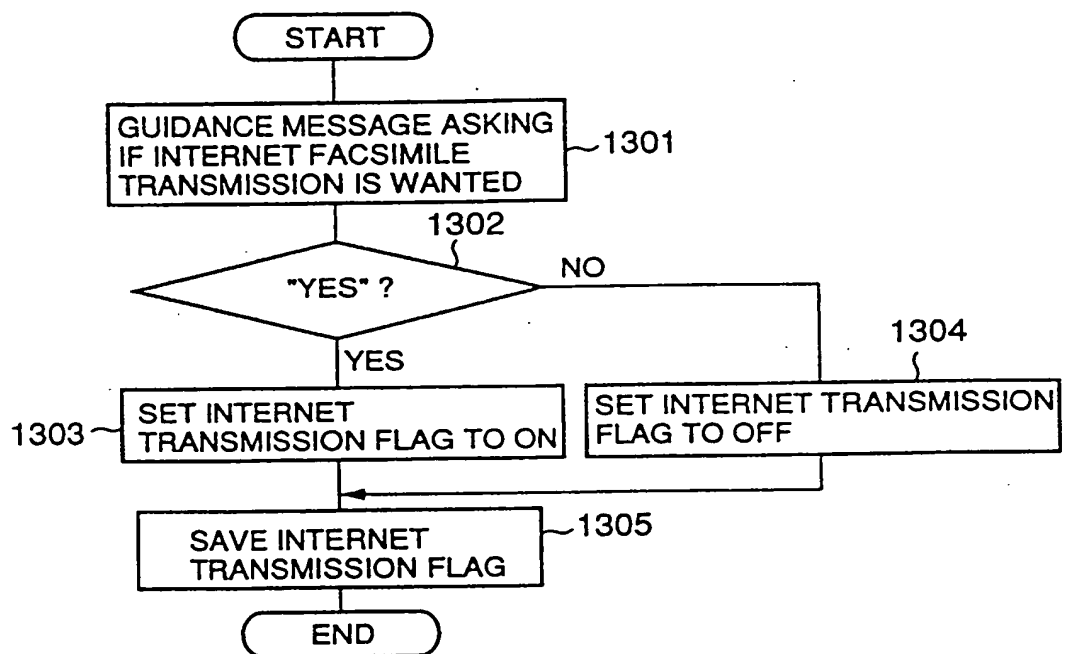 START
GUIDANCE MESSAGE ASKING
IF INTERNET FACSIMILE
TRANSMISSION IS WANTED
1301
1302
"YES" ?
NO
YES
1304
1303
SET INTERNET
TRANSMISSION FLAG TO ON
SET INTERNET TRANSMISSION
FLAG TO OFF
1305
SAVE INTERNET
TRANSMISSION FLAG
END